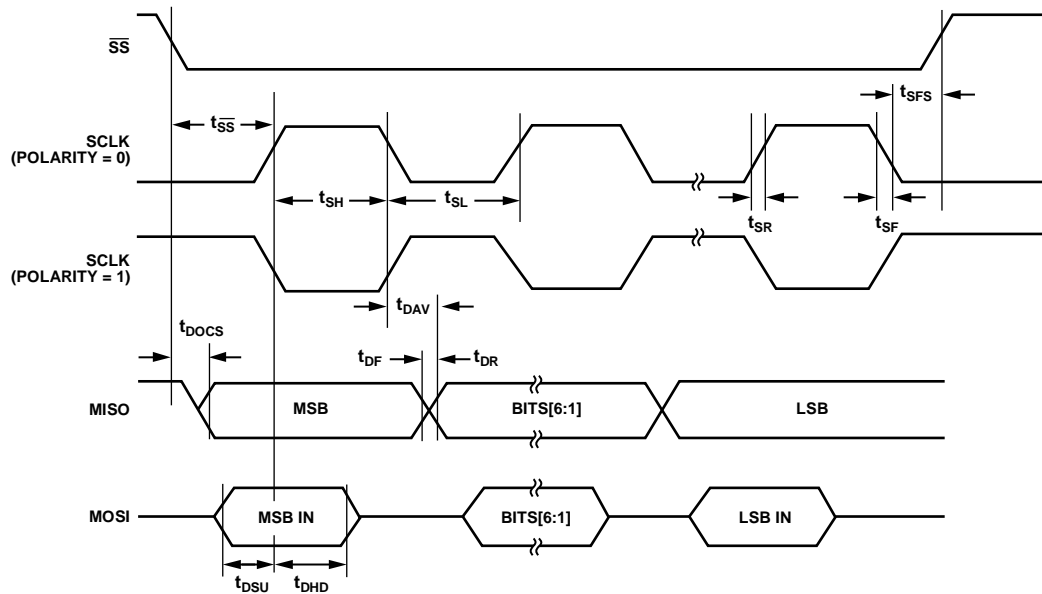 SS
tSFS
tSS
SCLK
(POLARITY = 0)
tSH
tSL
tSR
tSF
SCLK
(POLARITY = 1)
tDAV
tDOCS
tDF
tDR
MISO
MSB
BITS[6:1]
LSB
MOSI
MSB IN
BITS[6:1]
LSB IN
tDSU
tDHD